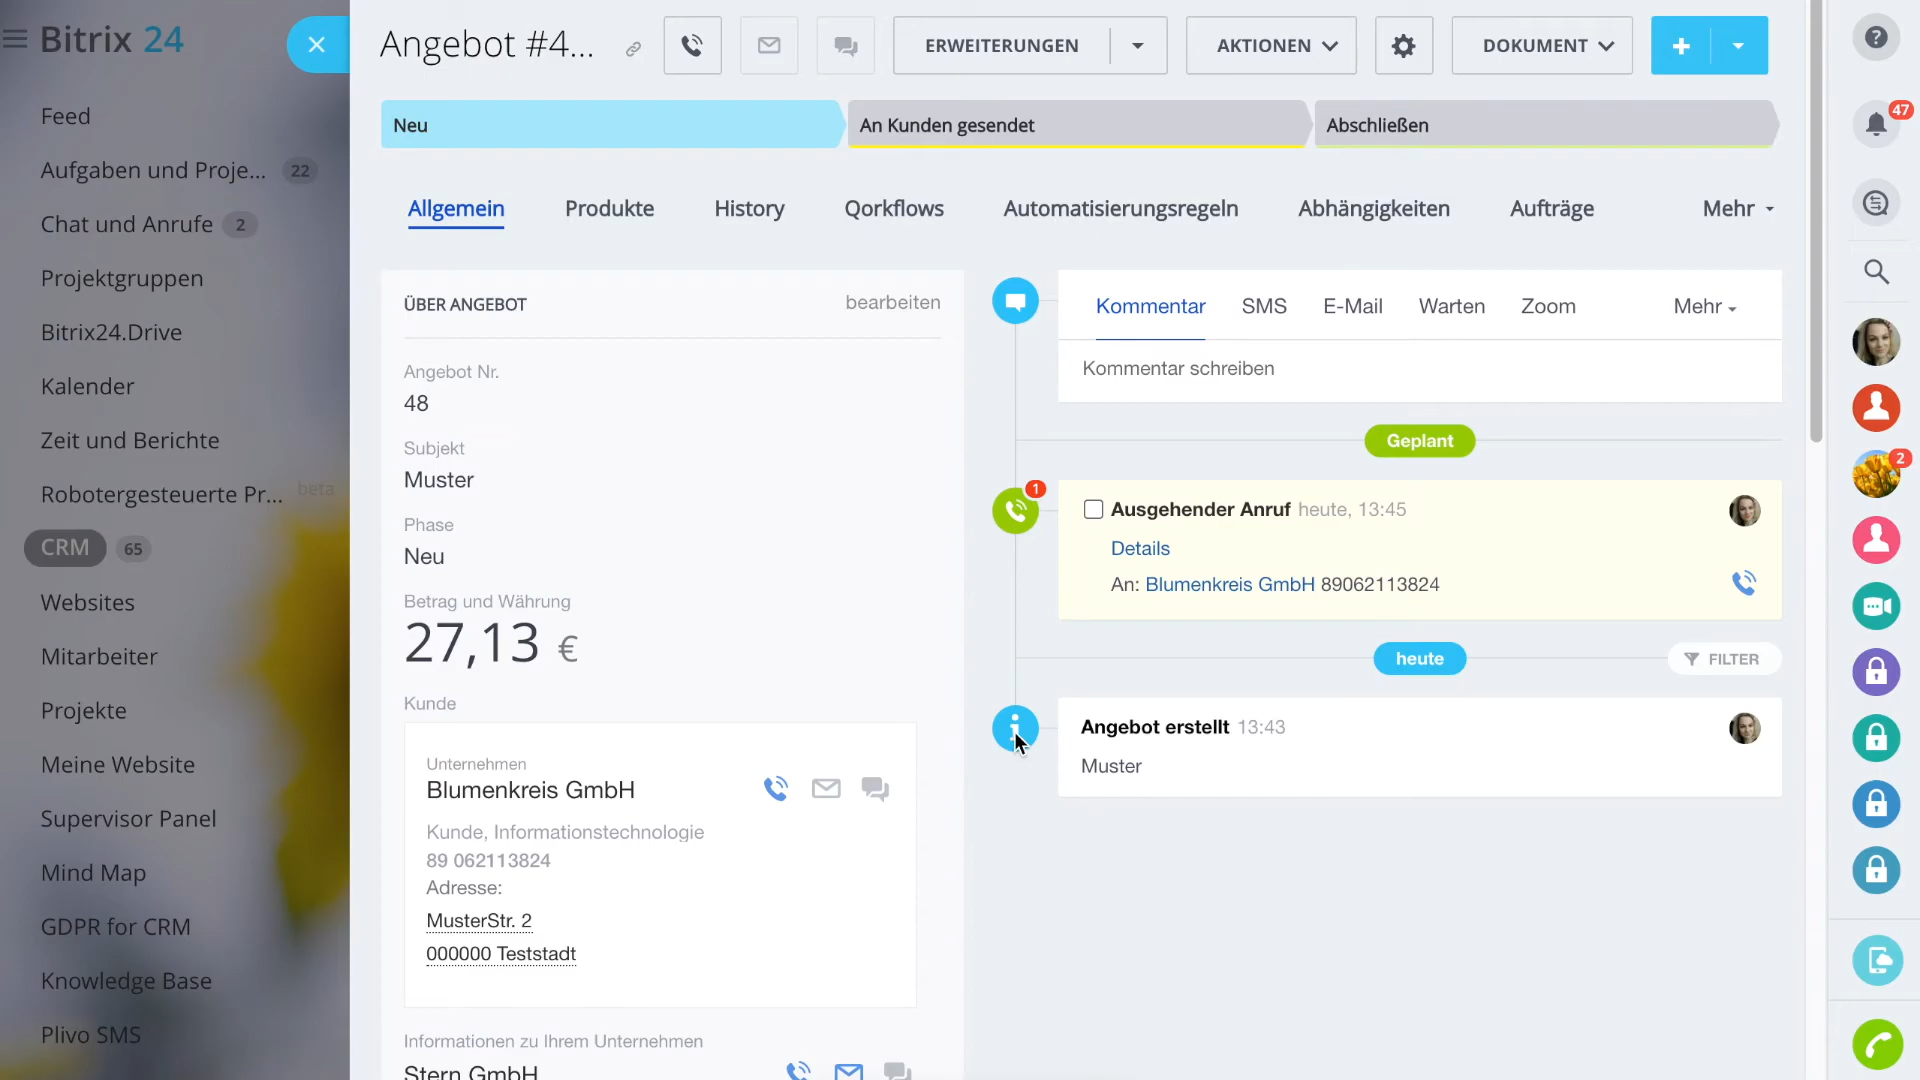 Bitrix 24
Feed
Aufgaben und Proje... 22
Chat und Anrufe 2
Projektgruppen
Bitrix24.Drive
Kalender
Zeit und Berichte
Robotergesteuerte Pr... beta
CRM 65
Websites
Mitarbeiter
Projekte
Meine Website
Supervisor Panel
Mind Map
GDPR for CRM
Knowledge Base
Plivo SMS
Angebot #4...
ERWEITERUNGEN
AKTIONEN
DOKUMENT
Neu
An Kunden gesendet
Abschließen
Allgemein
Produkte
History
Qorkflows
Automatisierungsregeln
Abhängigkeiten
Aufträge
Mehr
ÜBER ANGEBOT
bearbeiten
Angebot Nr.
48
Subjekt
Muster
Phase
Neu
Betrag und Währung
27,13 €
Kunde
Unternehmen
Blumenkreis GmbH
Kunde, Informationstechnologie
89 062113824
Adresse:
MusterStr. 2
000000 Teststadt
Informationen zu Ihrem Unternehmen
Stern GmbH
Kommentar
SMS
E-Mail
Warten
Zoom
Mehr
Kommentar schreiben
Geplant
1
Ausgehender Anruf heute, 13:45
Details
An: Blumenkreis GmbH 89062113824
heute
FILTER
Angebot erstellt 13:43
Muster
?
47
2